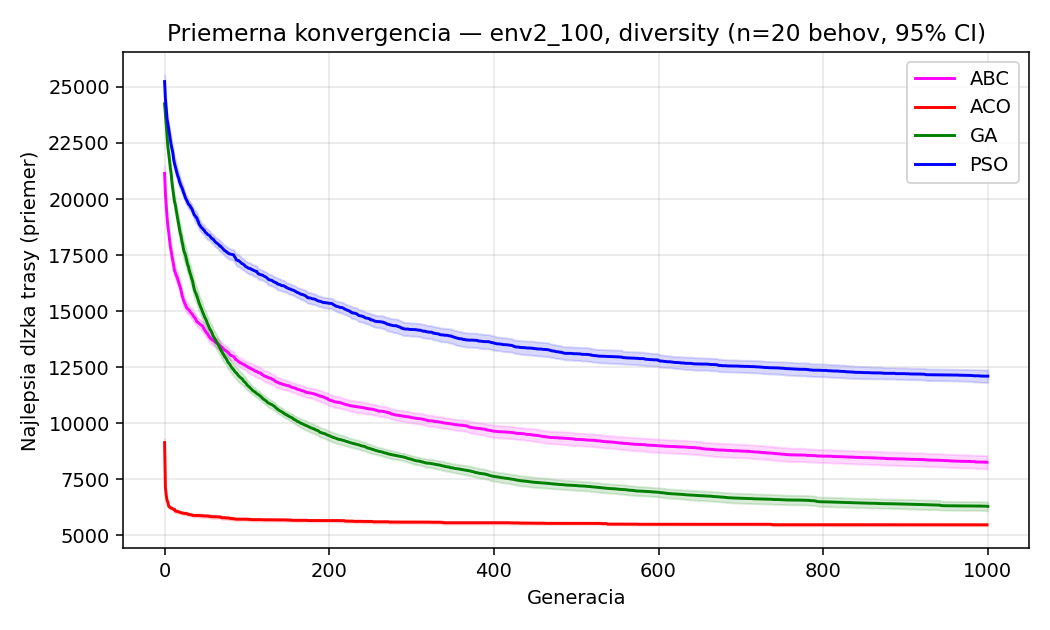 Priemerna konvergencia — env2_100, diversity (n=20 behov, 95% CI)
Najlepsia dlzka trasy (priemer)
25000
22500
20000
17500
15000
12500
10000
7500
5000
ABC
ACO
GA
PSO
0 200 400 600 800 1000
Generacia